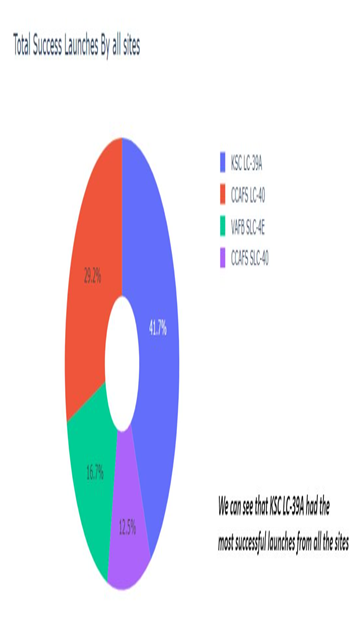 Total Success Launches By all sites
KSC LC-39A
CCAFS LC-40
VAFB SLC-4E
CCAFS SLC-40
29.2%
41.7%
16.7%
12.5%
We can see that KSC LC-39A had the
most successful launches from all the sites